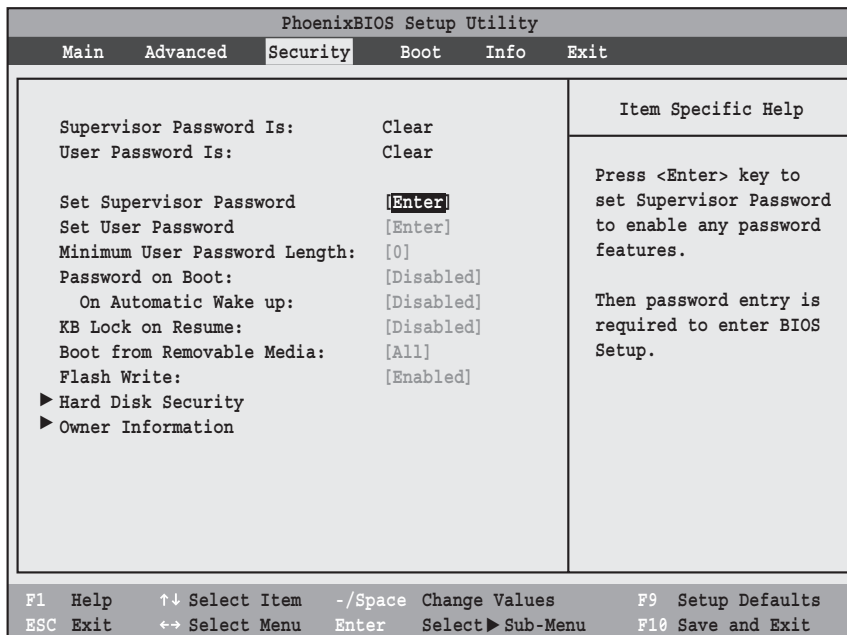 PhoenixBIOS Setup Utility
Main Advanced Security Boot Info Exit
Supervisor Password Is: Clear
User Password Is: Clear
Set Supervisor Password [Enter]
Set User Password [Enter]
Minimum User Password Length: [0]
Password on Boot: [Disabled]
On Automatic Wake up: [Disabled]
KB Lock on Resume: [Disabled]
Boot from Removable Media: [All]
Flash Write: [Enabled]
▶ Hard Disk Security
▶ Owner Information
Item Specific Help
Press <Enter> key to
set Supervisor Password
to enable any password
features.
Then password entry is
required to enter BIOS
Setup.
F1 Help ↑↓ Select Item -/Space Change Values F9 Setup Defaults
ESC Exit ←→ Select Menu Enter Select ▶ Sub-Menu F10 Save and Exit